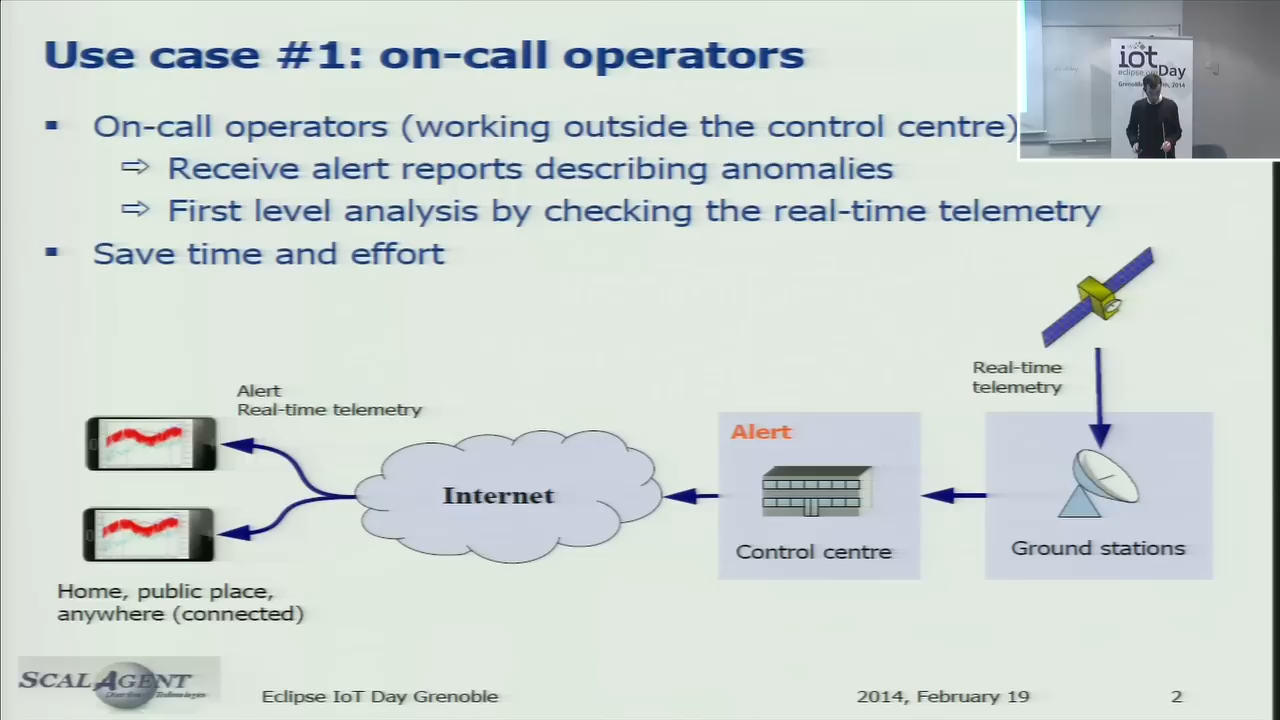 Use case #1: on-call operators
▪ On-call operators (working outside the control centre)
⇨ Receive alert reports describing anomalies
⇨ First level analysis by checking the real-time telemetry
▪ Save time and effort
Real-time
telemetry
Alert
Real-time telemetry
Alert
Internet
Control centre
Ground stations
Home, public place,
anywhere (connected)
SCALAGENT
Eclipse IoT Day Grenoble
2014, February 19
2
iot
eclipse
Day